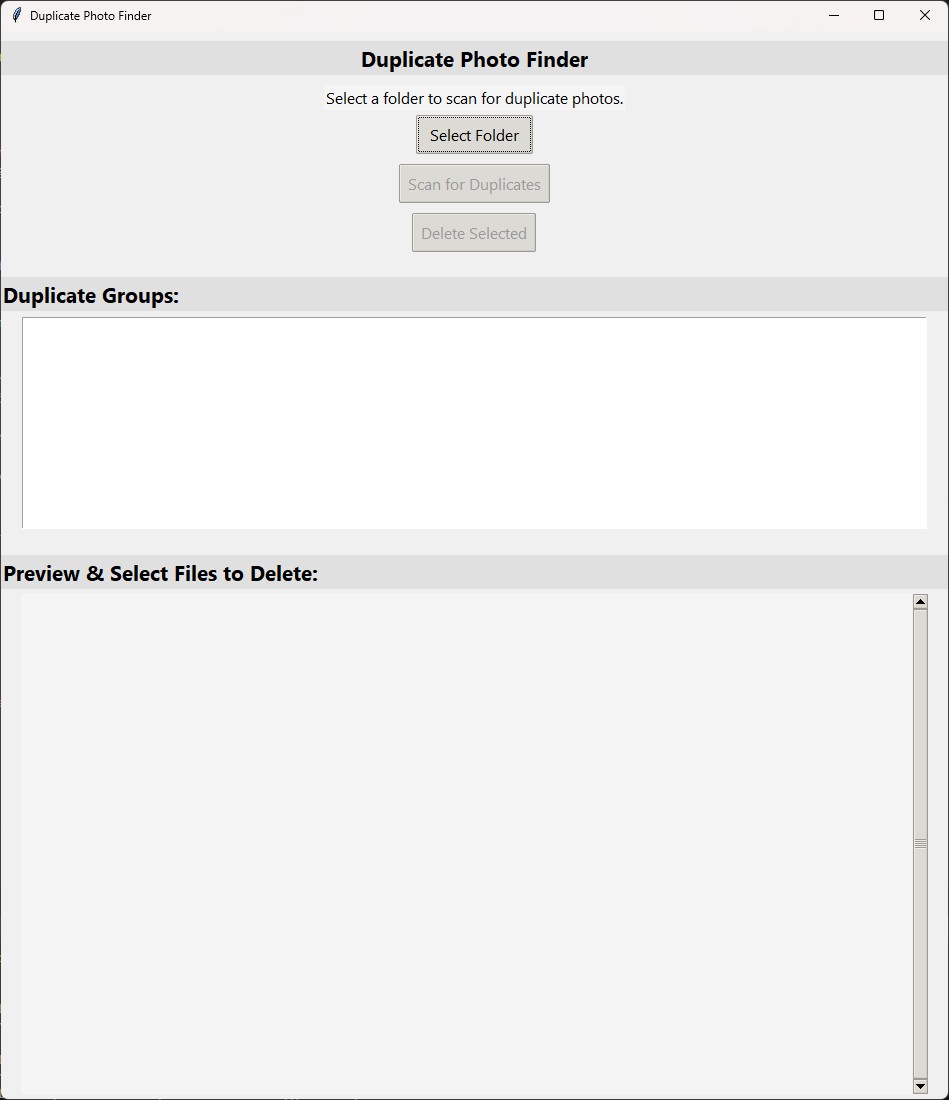 Duplicate Photo Finder
Duplicate Photo Finder
Select a folder to scan for duplicate photos.
Select Folder
Scan for Duplicates
Delete Selected
Duplicate Groups:
Preview & Select Files to Delete: